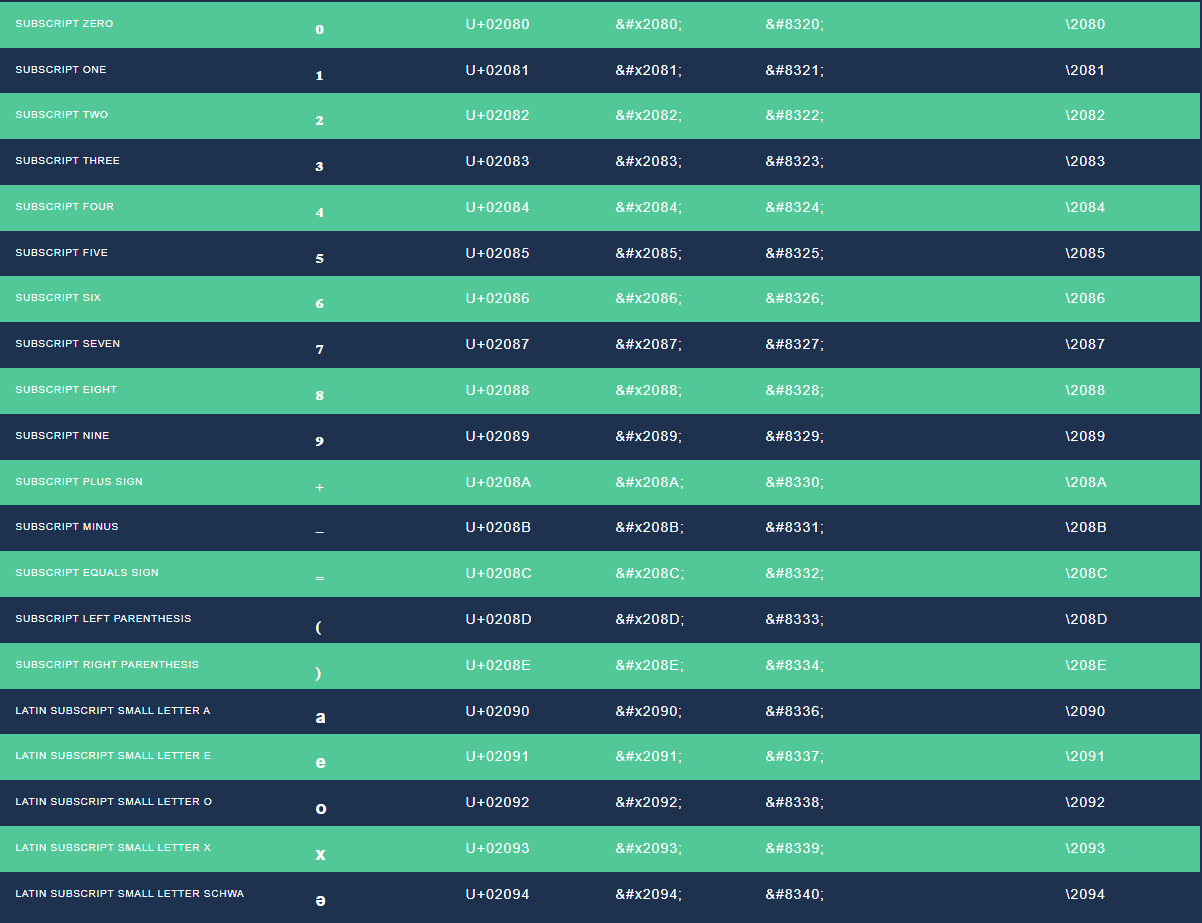 SUBSCRIPT ZERO ₀ U+02080 &#x2080; &#8320; \2080
SUBSCRIPT ONE ₁ U+02081 &#x2081; &#8321; \2081
SUBSCRIPT TWO ₂ U+02082 &#x2082; &#8322; \2082
SUBSCRIPT THREE ₃ U+02083 &#x2083; &#8323; \2083
SUBSCRIPT FOUR ₄ U+02084 &#x2084; &#8324; \2084
SUBSCRIPT FIVE ₅ U+02085 &#x2085; &#8325; \2085
SUBSCRIPT SIX ₆ U+02086 &#x2086; &#8326; \2086
SUBSCRIPT SEVEN ₇ U+02087 &#x2087; &#8327; \2087
SUBSCRIPT EIGHT ₈ U+02088 &#x2088; &#8328; \2088
SUBSCRIPT NINE ₉ U+02089 &#x2089; &#8329; \2089
SUBSCRIPT PLUS SIGN ₊ U+0208A &#x208A; &#8330; \208A
SUBSCRIPT MINUS ₋ U+0208B &#x208B; &#8331; \208B
SUBSCRIPT EQUALS SIGN ₌ U+0208C &#x208C; &#8332; \208C
SUBSCRIPT LEFT PARENTHESIS ₍ U+0208D &#x208D; &#8333; \208D
SUBSCRIPT RIGHT PARENTHESIS ₎ U+0208E &#x208E; &#8334; \208E
LATIN SUBSCRIPT SMALL LETTER A ₐ U+02090 &#x2090; &#8336; \2090
LATIN SUBSCRIPT SMALL LETTER E ₑ U+02091 &#x2091; &#8337; \2091
LATIN SUBSCRIPT SMALL LETTER O ₒ U+02092 &#x2092; &#8338; \2092
LATIN SUBSCRIPT SMALL LETTER X ₓ U+02093 &#x2093; &#8339; \2093
LATIN SUBSCRIPT SMALL LETTER SCHWA ₔ U+02094 &#x2094; &#8340; \2094